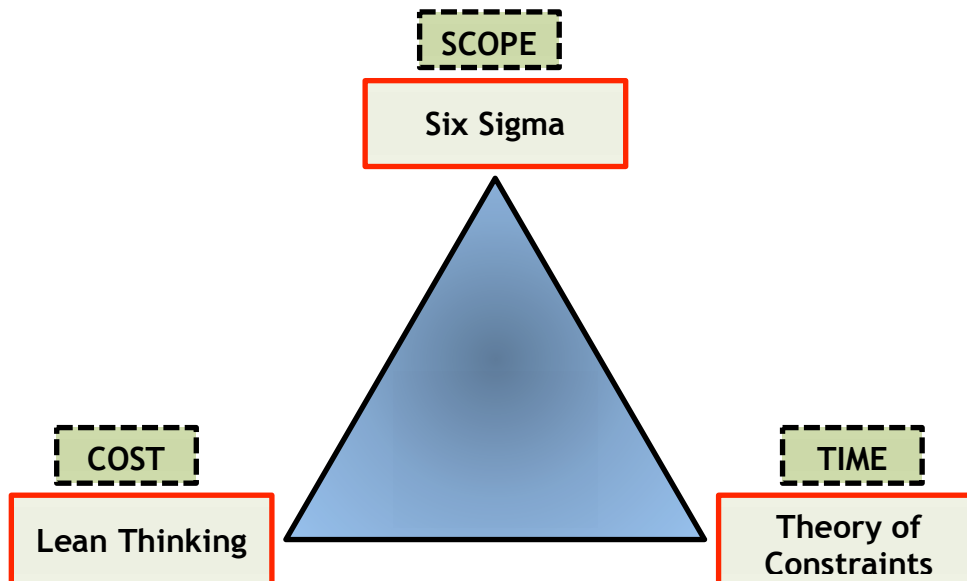 SCOPE
Six Sigma
COST
Lean Thinking
TIME
Theory of
Constraints